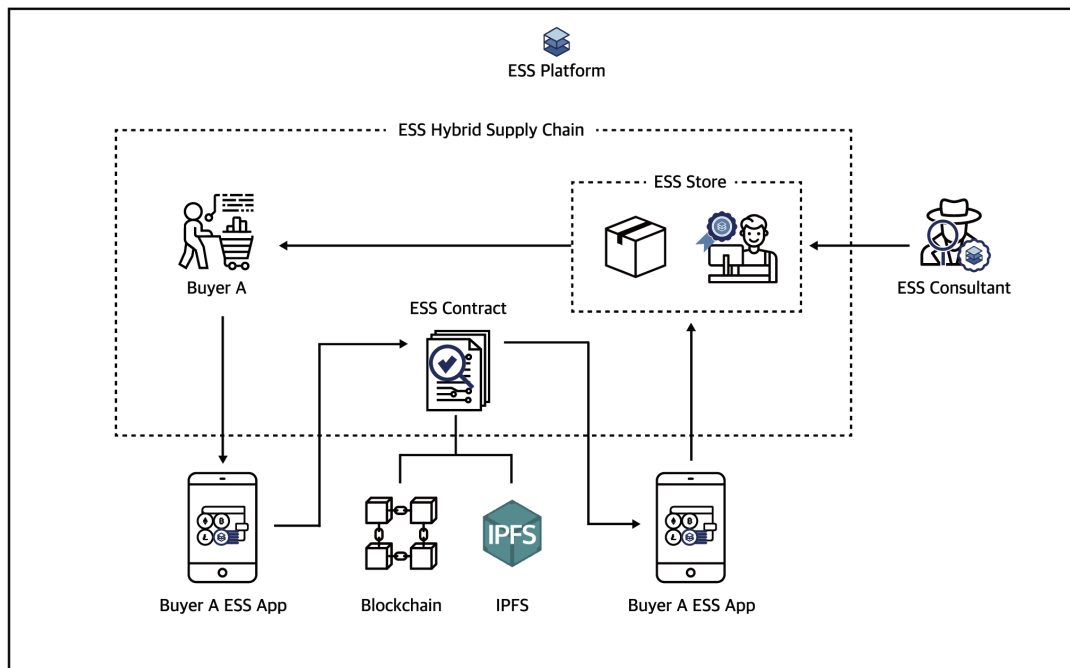 ESS Platform
ESS Hybrid Supply Chain
ESS Store
Buyer A
ESS Consultant
ESS Contract
IPFS
Buyer A ESS App
Blockchain
IPFS
Buyer A ESS App